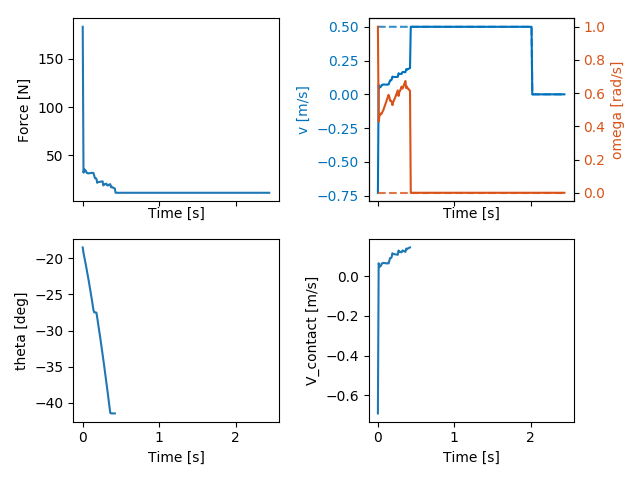 150
100
50
Force [N]
Time [s]
0.50
0.25
0.00
−0.25
−0.50
−0.75
v [m/s]
1.0
0.8
0.6
0.4
0.2
0.0
omega [rad/s]
Time [s]
−20
−25
−30
−35
−40
theta [deg]
0 1 2
Time [s]
0.0
−0.2
−0.4
−0.6
V_contact [m/s]
0 1 2
Time [s]